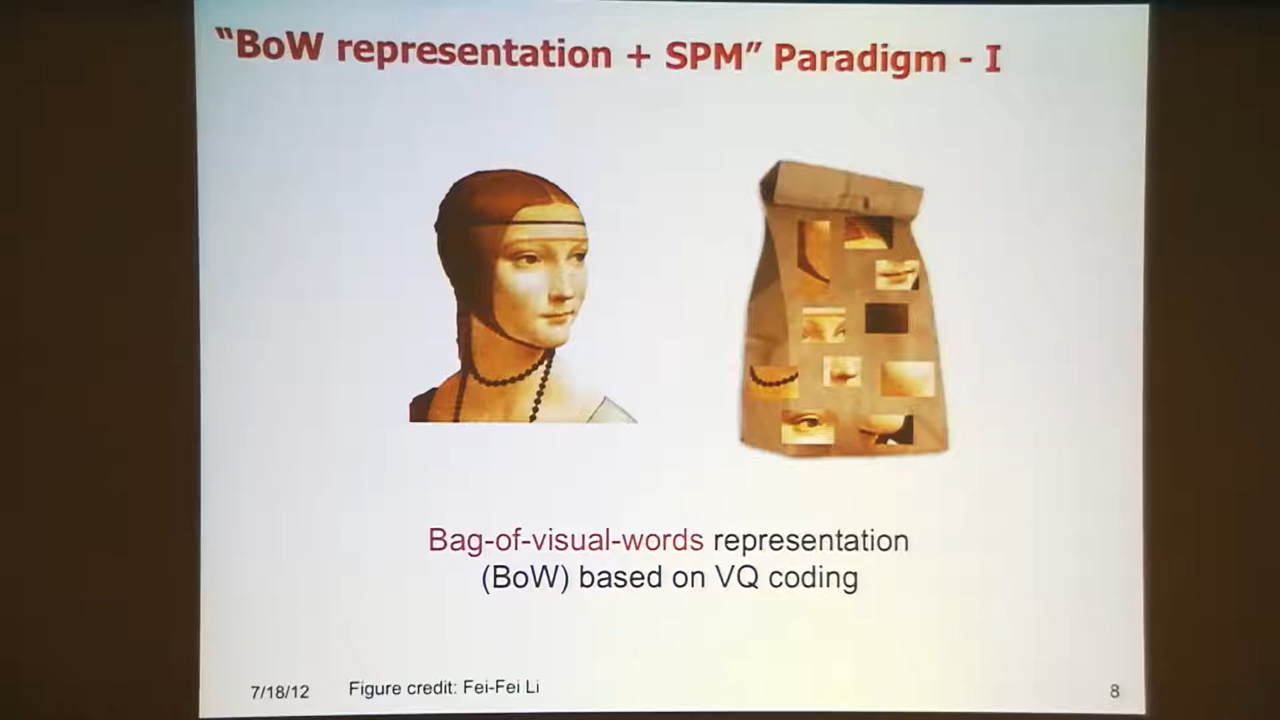 “BoW representation + SPM” Paradigm - I
Bag-of-visual-words representation
(BoW) based on VQ coding
7/18/12
Figure credit: Fei-Fei Li
8